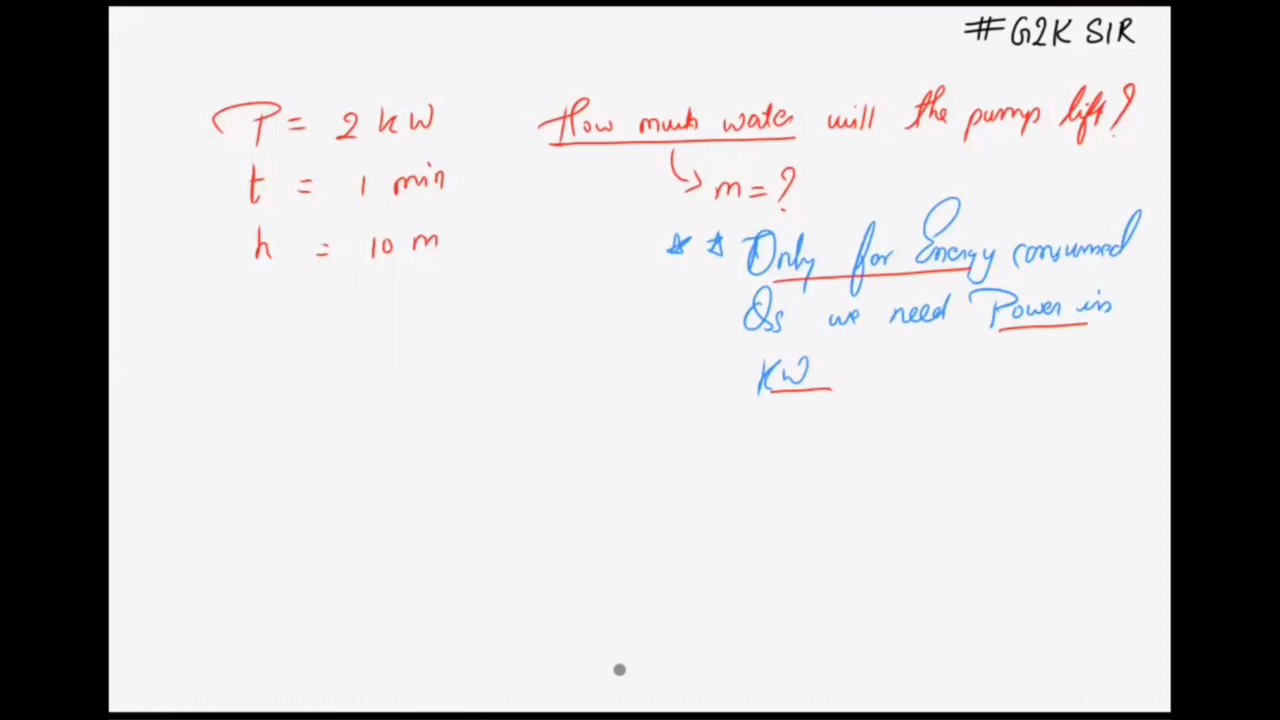 #G2K SIR
P = 2 kW How much water will the pump lift?
t = 1 min → m = ?
h = 10 m ** Only for Energy consumed
Qss we need Power in
KW